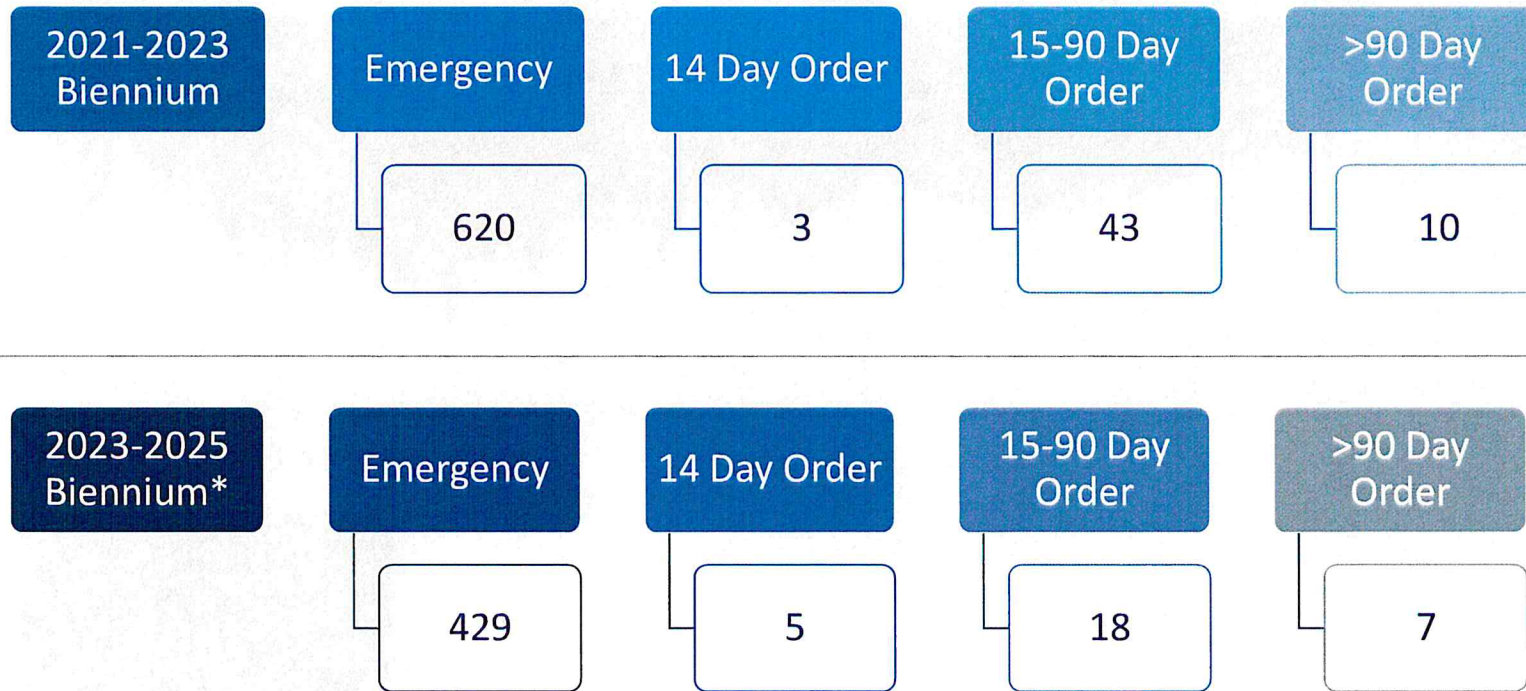 2021-2023
Biennium
Emergency
14 Day Order
15-90 Day
Order
>90 Day
Order
620
3
43
10
2023-2025
Biennium*
Emergency
14 Day Order
15-90 Day
Order
>90 Day
Order
429
5
18
7